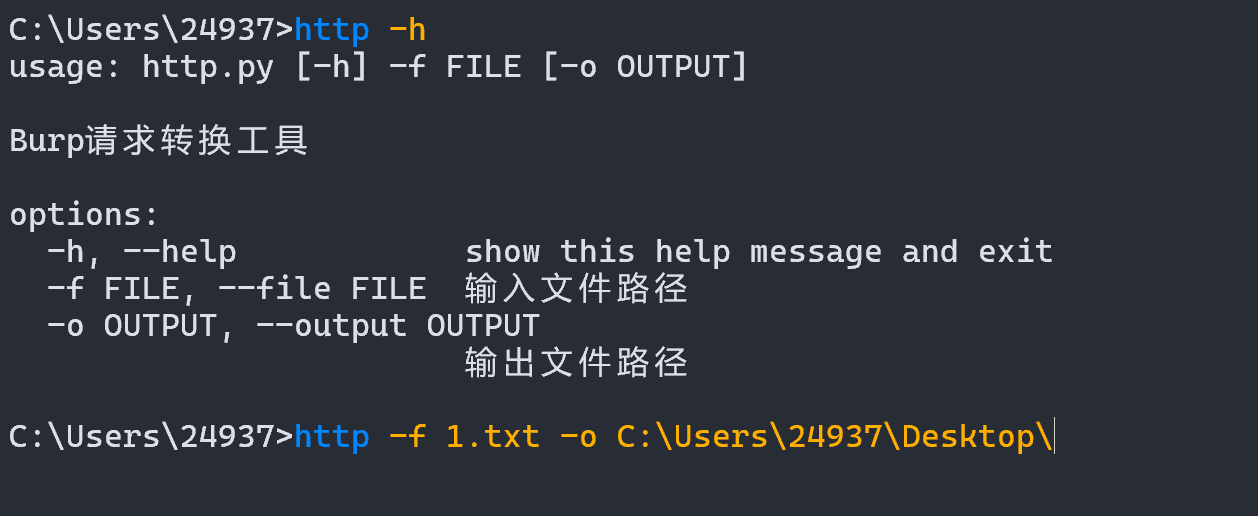 C:\Users\24937>http -h
usage: http.py [-h] -f FILE [-o OUTPUT]
Burp请求转换工具
options:
-h, --help show this help message and exit
-f FILE, --file FILE 输入文件路径
-o OUTPUT, --output OUTPUT
输出文件路径
C:\Users\24937>http -f 1.txt -o C:\Users\24937\Desktop\